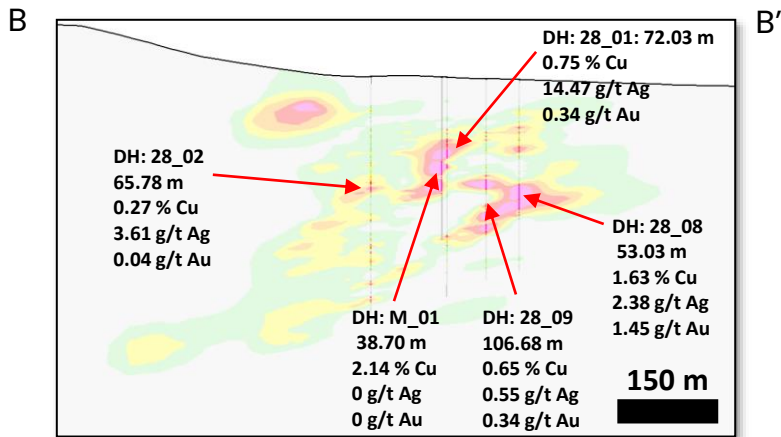 B
B’
DH: 28_01: 72.03 m
0.75 % Cu
14.47 g/t Ag
0.34 g/t Au
DH: 28_02
65.78 m
0.27 % Cu
3.61 g/t Ag
0.04 g/t Au
DH: M_01
38.70 m
2.14 % Cu
0 g/t Ag
0 g/t Au
DH: 28_09
106.68 m
0.65 % Cu
0.55 g/t Ag
0.34 g/t Au
DH: 28_08
53.03 m
1.63 % Cu
2.38 g/t Ag
1.45 g/t Au
150 m